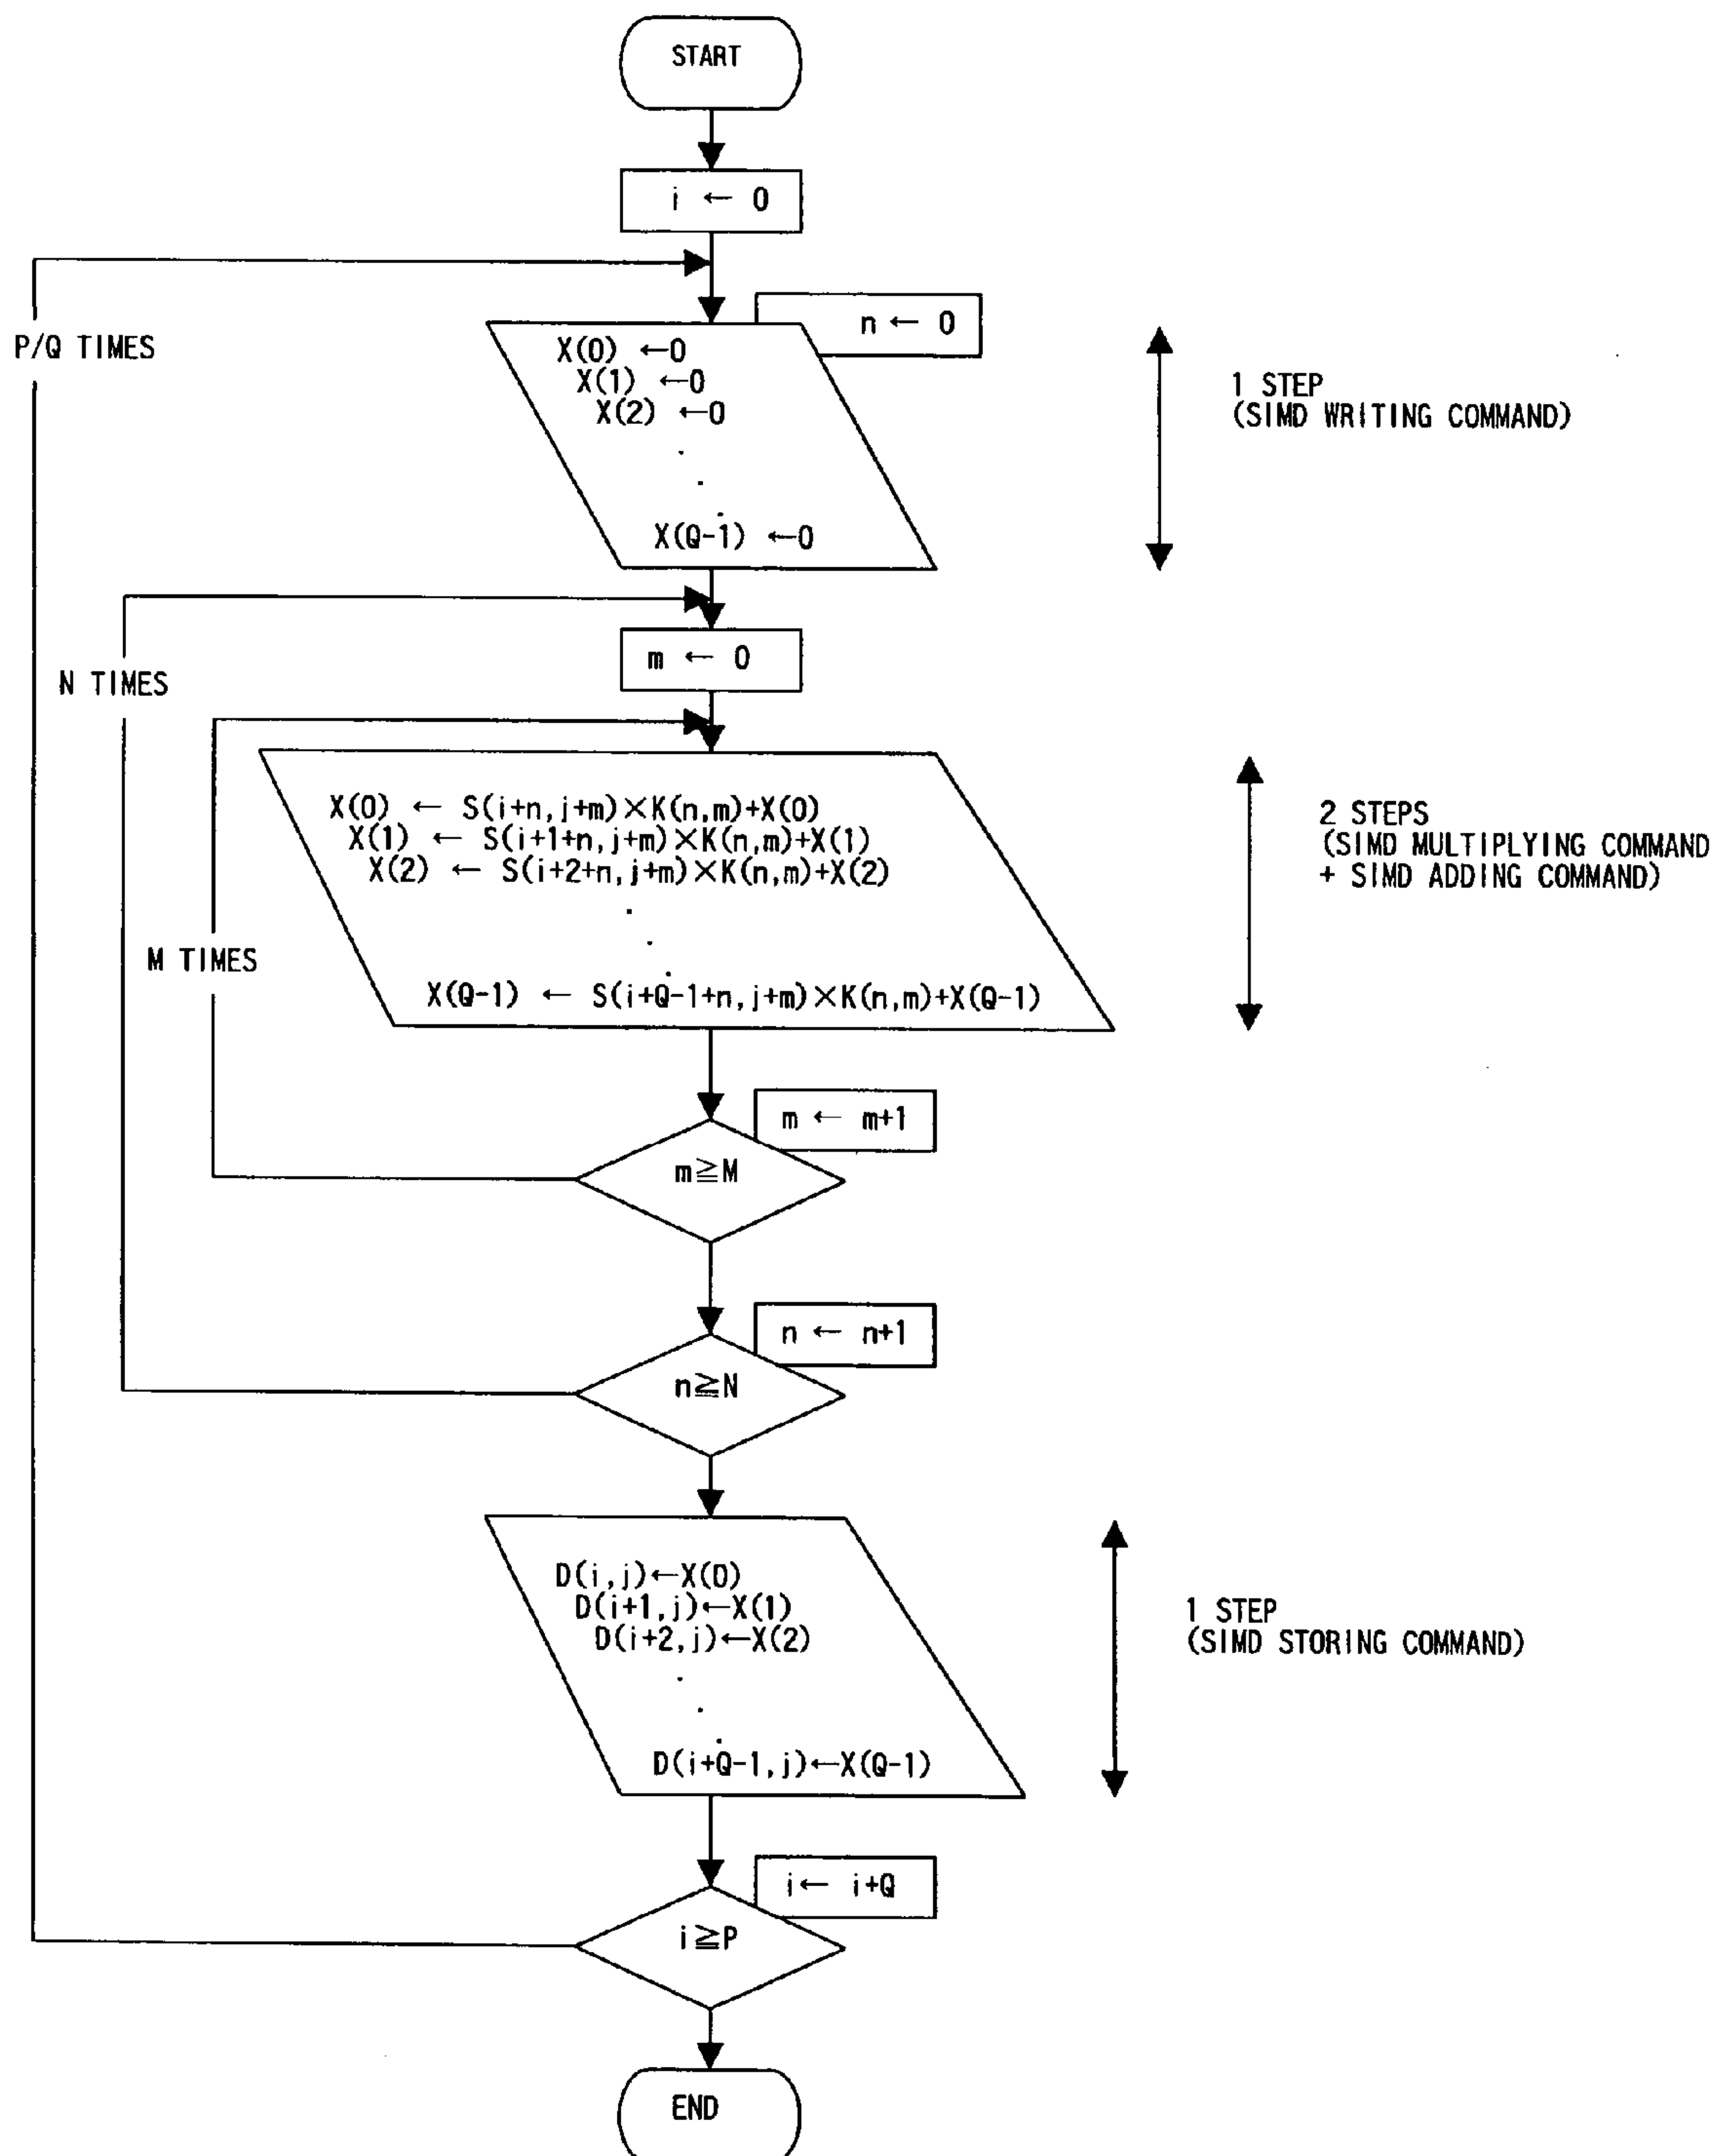 START
i ← 0
P/Q TIMES
n ← 0
X(0) ←0
X(1) ←0
X(2) ←0
.
.
.
X(Q-1) ←0
1 STEP
(SIMD WRITING COMMAND)
N TIMES
m ← 0
M TIMES
X(0) ← S(i+n,j+m)×K(n,m)+X(0)
X(1) ← S(i+1+n,j+m)×K(n,m)+X(1)
X(2) ← S(i+2+n,j+m)×K(n,m)+X(2)
.
.
.
X(Q-1) ← S(i+Q-1+n,j+m)×K(n,m)+X(Q-1)
2 STEPS
(SIMD MULTIPLYING COMMAND
+ SIMD ADDING COMMAND)
m ← m+1
m≧M
n ← n+1
n≧N
D(i,j)←X(0)
D(i+1,j)←X(1)
D(i+2,j)←X(2)
.
.
.
D(i+Q-1,j)←X(Q-1)
1 STEP
(SIMD STORING COMMAND)
i← i+Q
i≧P
END